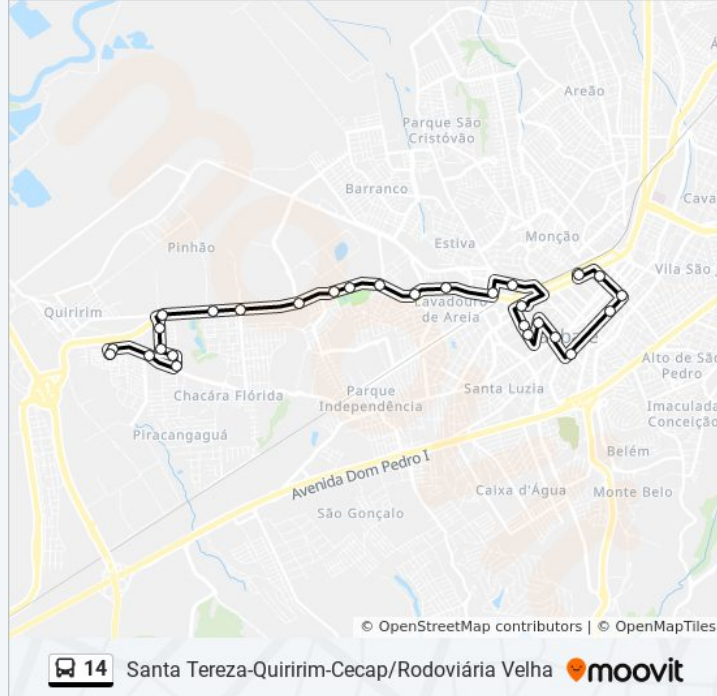 Areão
Parque São
Cristóvão
Barranco
Cava
Estiva
Monção
Pinhão
Vila São J
Quiririm
Lavadouro
de Areia
Alto de São
Pedro
Chacára Flórida
Parque
Independência
Santa Luzia
Imaculada
Conceição
Piracangaguá
Belém
Avenida Dom Pedro I
Caixa d'Água
Monte Belo
São Gonçalo
© OpenStreetMap contributors | © OpenMapTiles
14 Santa Tereza-Quiririm-Cecap/Rodoviária Velha moovit